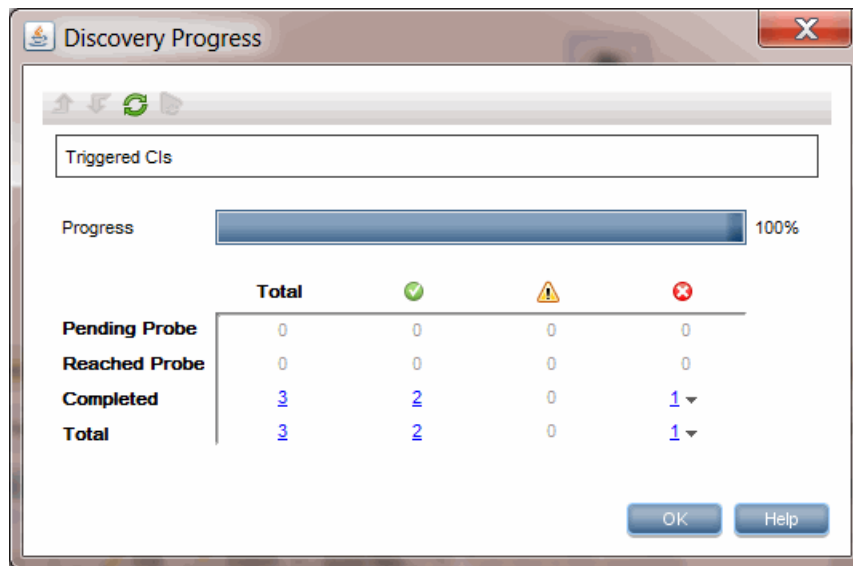 Discovery Progress
Triggered CIs
Progress 100%
Total
Pending Probe 0 0 0 0
Reached Probe 0 0 0 0
Completed 3 2 0 1
Total 3 2 0 1
OK Help